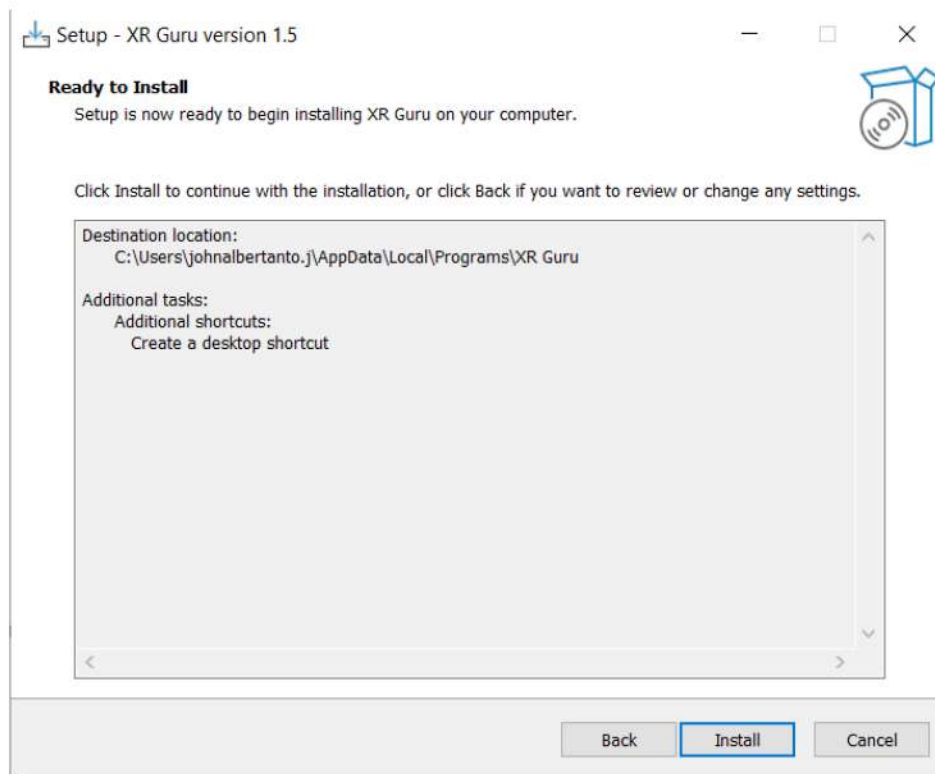 Setup - XR Guru version 1.5
Ready to Install
Setup is now ready to begin installing XR Guru on your computer.
Click Install to continue with the installation, or click Back if you want to review or change any settings.
Destination location:
C:\Users\johnalbertanto.j\AppData\Local\Programs\XR Guru
Additional tasks:
Additional shortcuts:
Create a desktop shortcut
Back Install Cancel